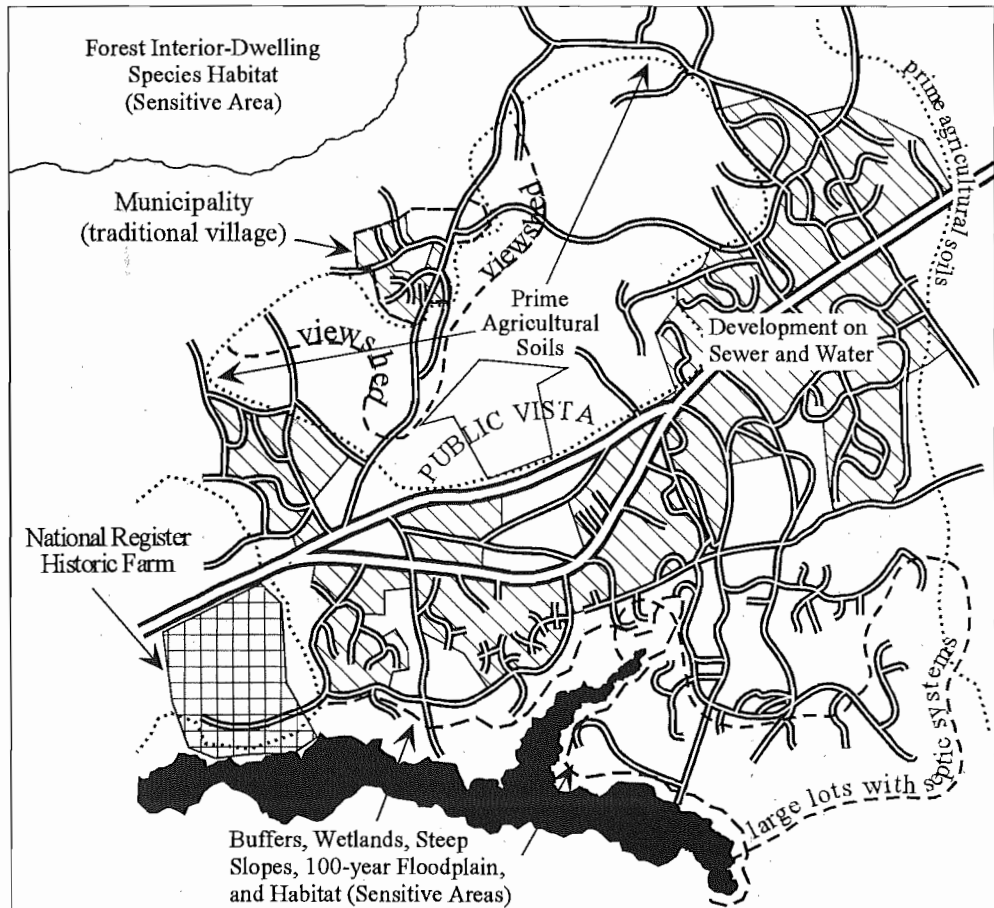 Forest Interior-Dwelling
Species Habitat
(Sensitive Area)
prime agricultural soils
Municipality
(traditional village)
viewshed
Prime
Agricultural
Soils
viewshed
Development on
Sewer and Water
PUBLIC VISTA
National Register
Historic Farm
large lots with septic systems
Buffers, Wetlands, Steep
Slopes, 100-year Floodplain,
and Habitat (Sensitive Areas)